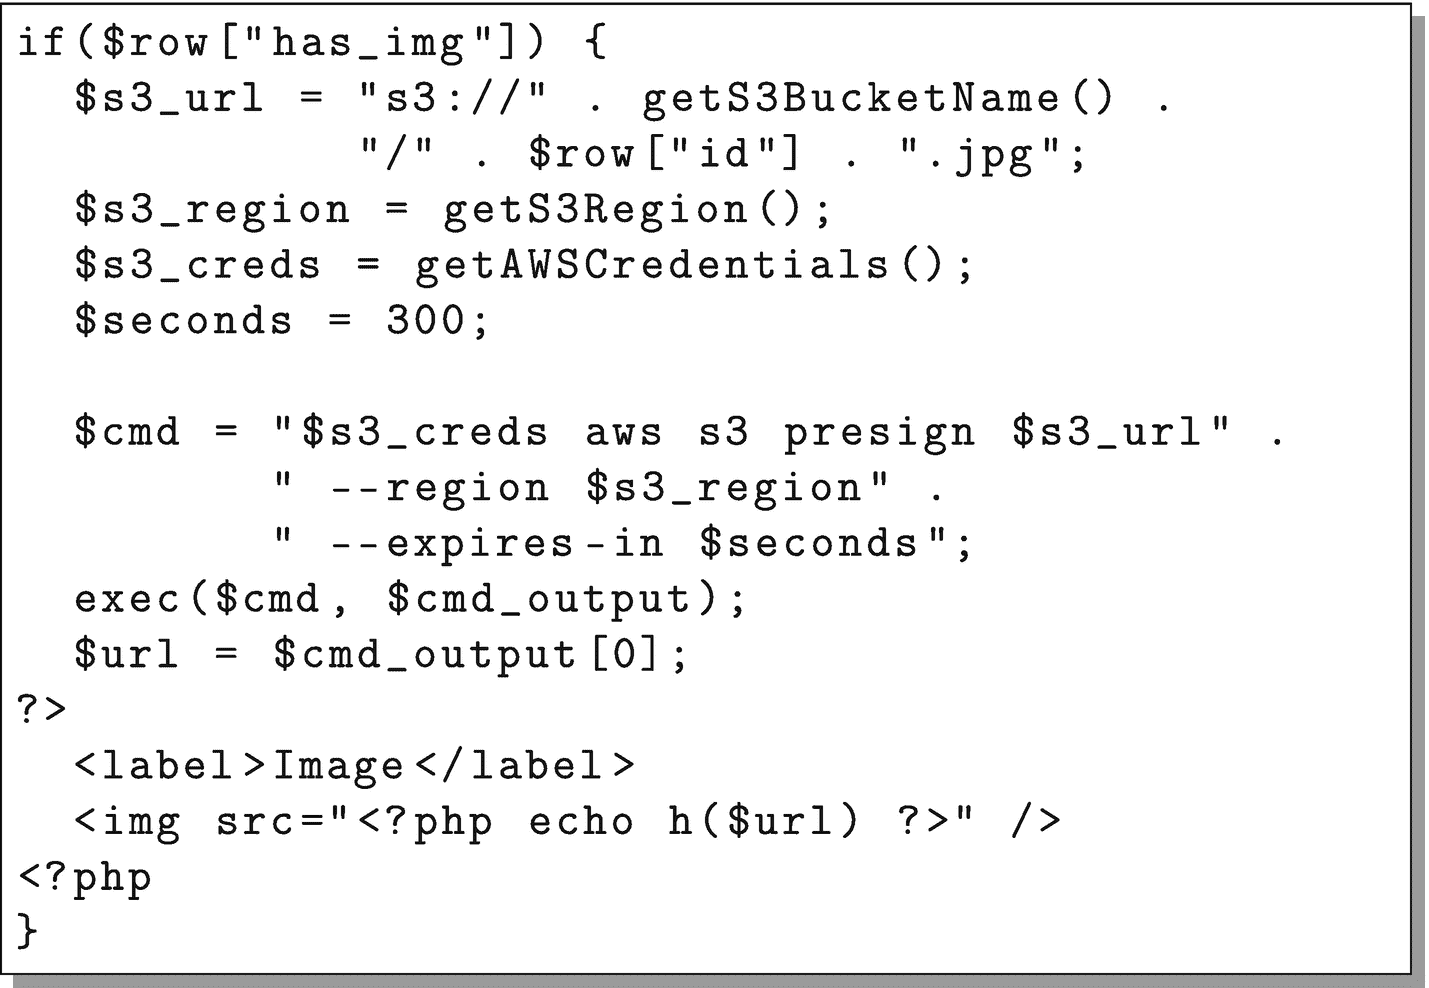 if($row["has_img"]) {
  $s3_url = "s3://" . getS3BucketName() .
            "/" . $row["id"] . ".jpg";
  $s3_region = getS3Region();
  $s3_creds = getAWSCredentials();
  $seconds = 300;

  $cmd = "$s3_creds aws s3 presign $s3_url" .
         " --region $s3_region" .
         " --expires-in $seconds";
  exec($cmd, $cmd_output);
  $url = $cmd_output[0];
?>
  <label>Image</label>
  <img src="<?php echo h($url) ?>" />
<?php
}